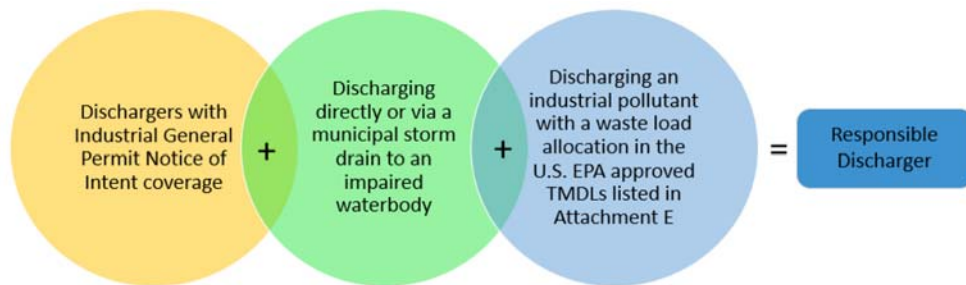 Dischargers with
Industrial General
Permit Notice of
Intent coverage
+
Discharging
directly or via a
municipal storm
drain to an
impaired
waterbody
+
Discharging an
industrial pollutant
with a waste load
allocation in the
U.S. EPA approved
TMDLs listed in
Attachment E
=
Responsible
Discharger